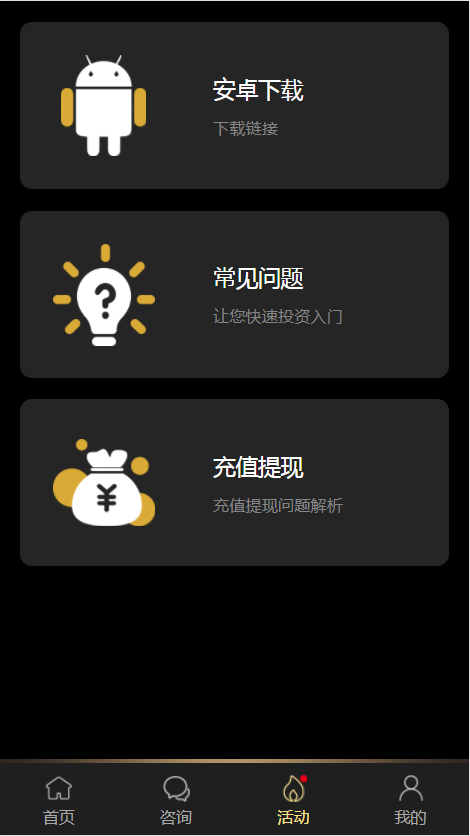 安卓下载
下载链接
常见问题
让您快速投资入门
充值提现
充值提现问题解析
首页
咨询
活动
我的